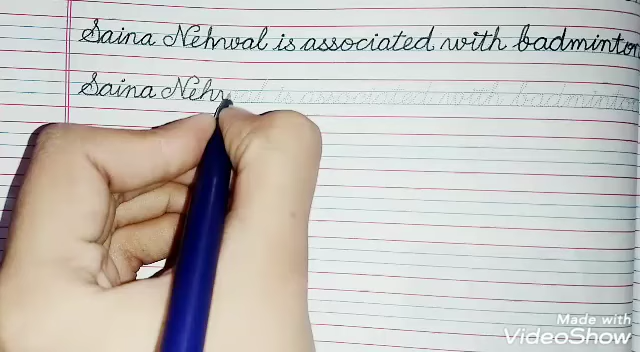 Saina Nehwal is associated with badminton
Saina Nehwal is associated with badminton
Made with
VideoShow